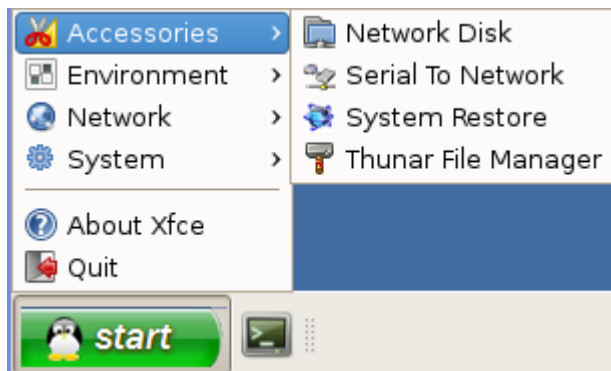 Accessories
Environment
Network
System
About Xfce
Quit
Network Disk
Serial To Network
System Restore
Thunar File Manager
start